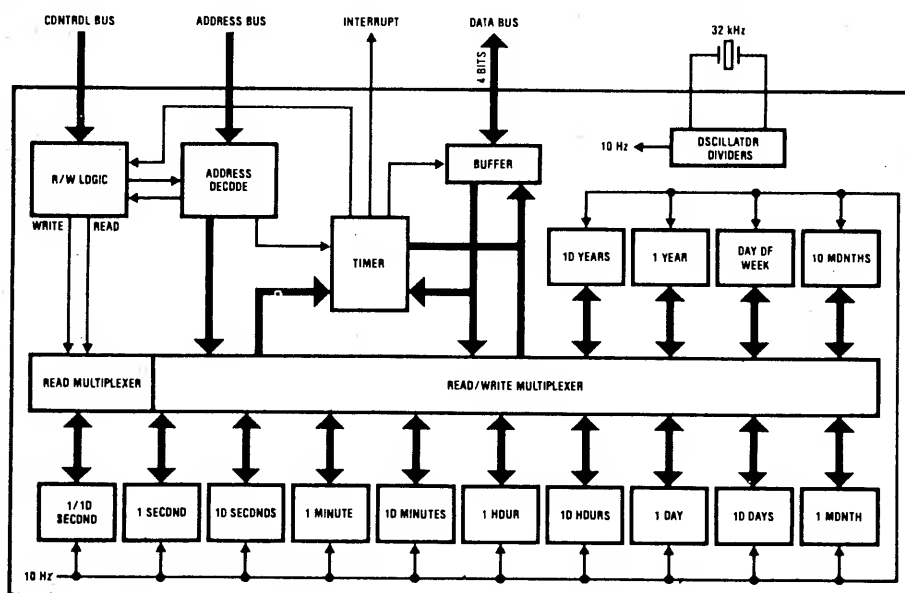 CONTROL BUS
ADDRESS BUS
INTERRUPT
DATA BUS
32 kHz
4 BITS
R/W LOGIC
ADDRESS
DECODE
BUFFER
10 Hz
OSCILLATOR
DIVIDERS
WRITE
READ
TIMER
10 YEARS
1 YEAR
DAY OF
WEEK
10 MONTHS
READ MULTIPLEXER
READ/WRITE MULTIPLEXER
1/10
SECOND
1 SECOND
10 SECONDS
1 MINUTE
10 MINUTES
1 HOUR
10 HOURS
1 DAY
10 DAYS
1 MONTH
10 Hz